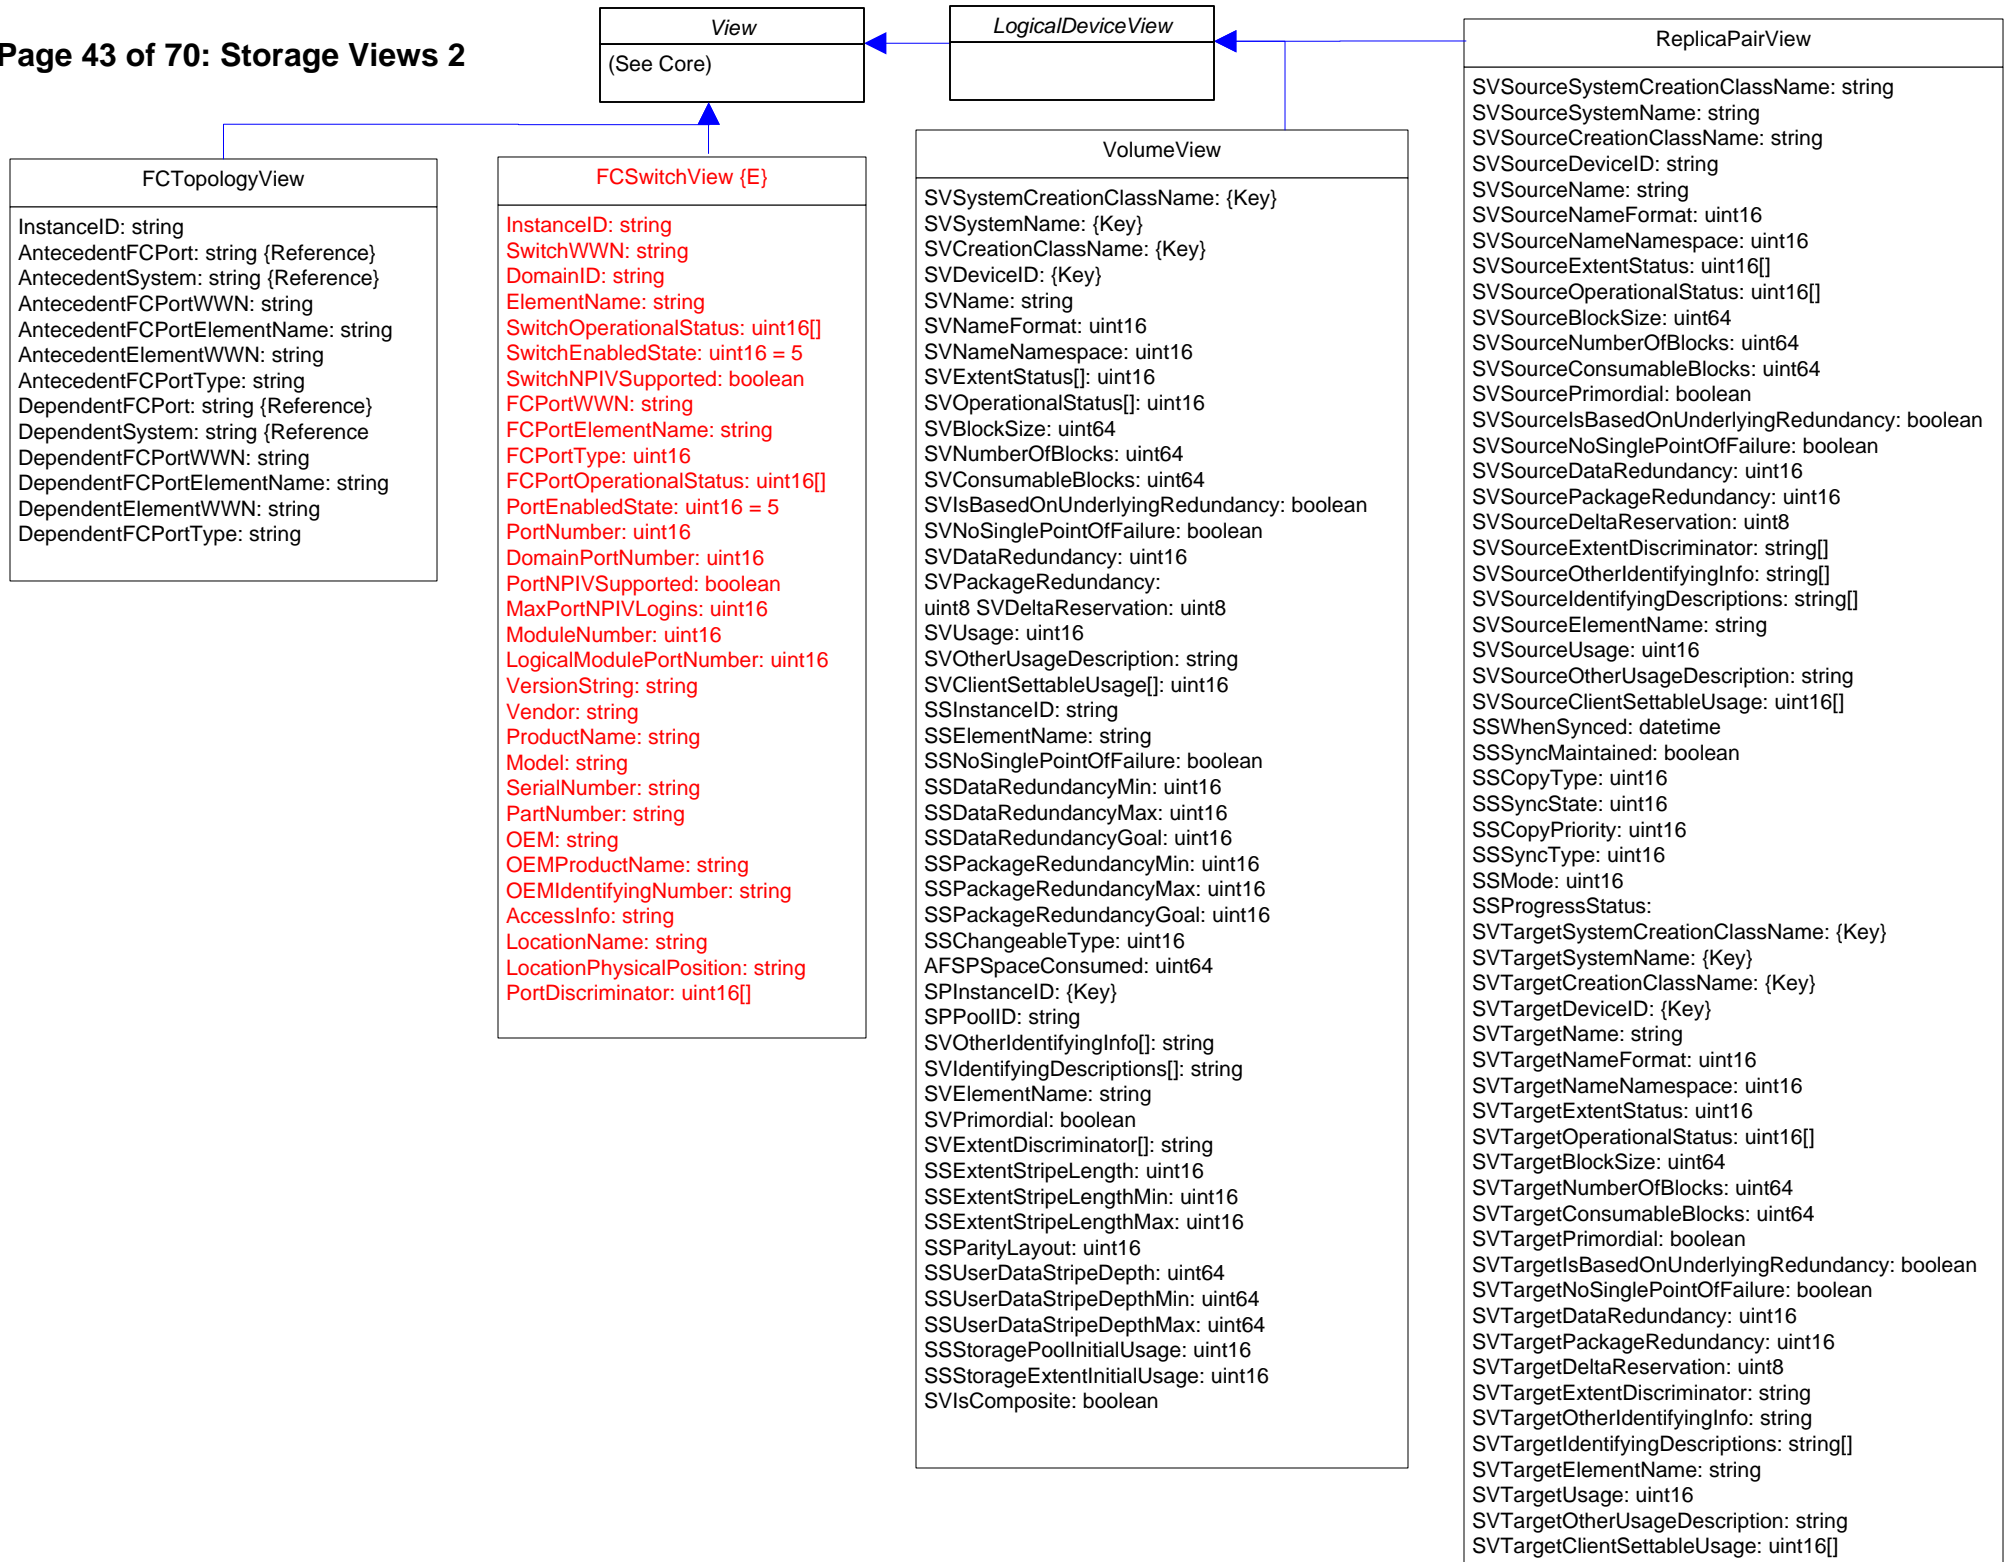 Page 43 of 70: Storage Views 2
View
(See Core)
LogicalDeviceView
FCTopologyView
InstanceID: string
AntecedentFCPort: string {Reference}
AntecedentSystem: string {Reference}
AntecedentFCPortWWN: string
AntecedentFCPortElementName: string
AntecedentElementWWN: string
AntecedentFCPortType: string
DependentFCPort: string {Reference}
DependentSystem: string {Reference
DependentFCPortWWN: string
DependentFCPortElementName: string
DependentElementWWN: string
DependentFCPortType: string
FCSwitchView {E}
InstanceID: string
SwitchWWN: string
DomainID: string
ElementName: string
SwitchOperationalStatus: uint16[]
SwitchEnabledState: uint16 = 5
SwitchNPIVSupported: boolean
FCPortWWN: string
FCPortElementName: string
FCPortType: uint16
FCPortOperationalStatus: uint16[]
PortEnabledState: uint16 = 5
PortNumber: uint16
DomainPortNumber: uint16
PortNPIVSupported: boolean
MaxPortNPIVLogins: uint16
ModuleNumber: uint16
LogicalModulePortNumber: uint16
VersionString: string
Vendor: string
ProductName: string
Model: string
SerialNumber: string
PartNumber: string
OEM: string
OEMProductName: string
OEMIdentifyingNumber: string
AccessInfo: string
LocationName: string
LocationPhysicalPosition: string
PortDiscriminator: uint16[]
VolumeView
SVSystemCreationClassName: {Key}
SVSystemName: {Key}
SVCreationClassName: {Key}
SVDeviceID: {Key}
SVName: string
SVNameFormat: uint16
SVNameNamespace: uint16
SVExtentStatus[]: uint16
SVOperationalStatus[]: uint16
SVBlockSize: uint64
SVNumberOfBlocks: uint64
SVConsumableBlocks: uint64
SVIsBasedOnUnderlyingRedundancy: boolean
SVNoSinglePointOfFailure: boolean
SVDataRedundancy: uint16
SVPackageRedundancy:
uint8 SVDeltaReservation: uint8
SVUsage: uint16
SVOtherUsageDescription: string
SVClientSettableUsage[]: uint16
SSInstanceID: string
SSElementName: string
SSNoSinglePointOfFailure: boolean
SSDataRedundancyMin: uint16
SSDataRedundancyMax: uint16
SSDataRedundancyGoal: uint16
SSPackageRedundancyMin: uint16
SSPackageRedundancyMax: uint16
SSPackageRedundancyGoal: uint16
SSChangeableType: uint16
AFSPSpaceConsumed: uint64
SPInstanceID: {Key}
SPPoolID: string
SVOtherIdentifyingInfo[]: string
SVIdentifyingDescriptions[]: string
SVElementName: string
SVPrimordial: boolean
SVExtentDiscriminator[]: string
SSExtentStripeLength: uint16
SSExtentStripeLengthMin: uint16
SSExtentStripeLengthMax: uint16
SSParityLayout: uint16
SSUserDataStripeDepth: uint64
SSUserDataStripeDepthMin: uint64
SSUserDataStripeDepthMax: uint64
SSStoragePoolInitialUsage: uint16
SSStorageExtentInitialUsage: uint16
SVIsComposite: boolean
ReplicaPairView
SVSourceSystemCreationClassName: string
SVSourceSystemName: string
SVSourceCreationClassName: string
SVSourceDeviceID: string
SVSourceName: string
SVSourceNameFormat: uint16
SVSourceNameNamespace: uint16
SVSourceExtentStatus: uint16[]
SVSourceOperationalStatus: uint16[]
SVSourceBlockSize: uint64
SVSourceNumberOfBlocks: uint64
SVSourceConsumableBlocks: uint64
SVSourcePrimordial: boolean
SVSourceIsBasedOnUnderlyingRedundancy: boolean
SVSourceNoSinglePointOfFailure: boolean
SVSourceDataRedundancy: uint16
SVSourcePackageRedundancy: uint16
SVSourceDeltaReservation: uint8
SVSourceExtentDiscriminator: string[]
SVSourceOtherIdentifyingInfo: string[]
SVSourceIdentifyingDescriptions: string[]
SVSourceElementName: string
SVSourceUsage: uint16
SVSourceOtherUsageDescription: string
SVSourceClientSettableUsage: uint16[]
SSWhenSynced: datetime
SSSyncMaintained: boolean
SSCopyType: uint16
SSSyncState: uint16
SSCopyPriority: uint16
SSSyncType: uint16
SSMode: uint16
SSProgressStatus:
SVTargetSystemCreationClassName: {Key}
SVTargetSystemName: {Key}
SVTargetCreationClassName: {Key}
SVTargetDeviceID: {Key}
SVTargetName: string
SVTargetNameFormat: uint16
SVTargetNameNamespace: uint16
SVTargetExtentStatus: uint16
SVTargetOperationalStatus: uint16[]
SVTargetBlockSize: uint64
SVTargetNumberOfBlocks: uint64
SVTargetConsumableBlocks: uint64
SVTargetPrimordial: boolean
SVTargetIsBasedOnUnderlyingRedundancy: boolean
SVTargetNoSinglePointOfFailure: boolean
SVTargetDataRedundancy: uint16
SVTargetPackageRedundancy: uint16
SVTargetDeltaReservation: uint8
SVTargetExtentDiscriminator: string
SVTargetOtherIdentifyingInfo: string
SVTargetIdentifyingDescriptions: string[]
SVTargetElementName: string
SVTargetUsage: uint16
SVTargetOtherUsageDescription: string
SVTargetClientSettableUsage: uint16[]